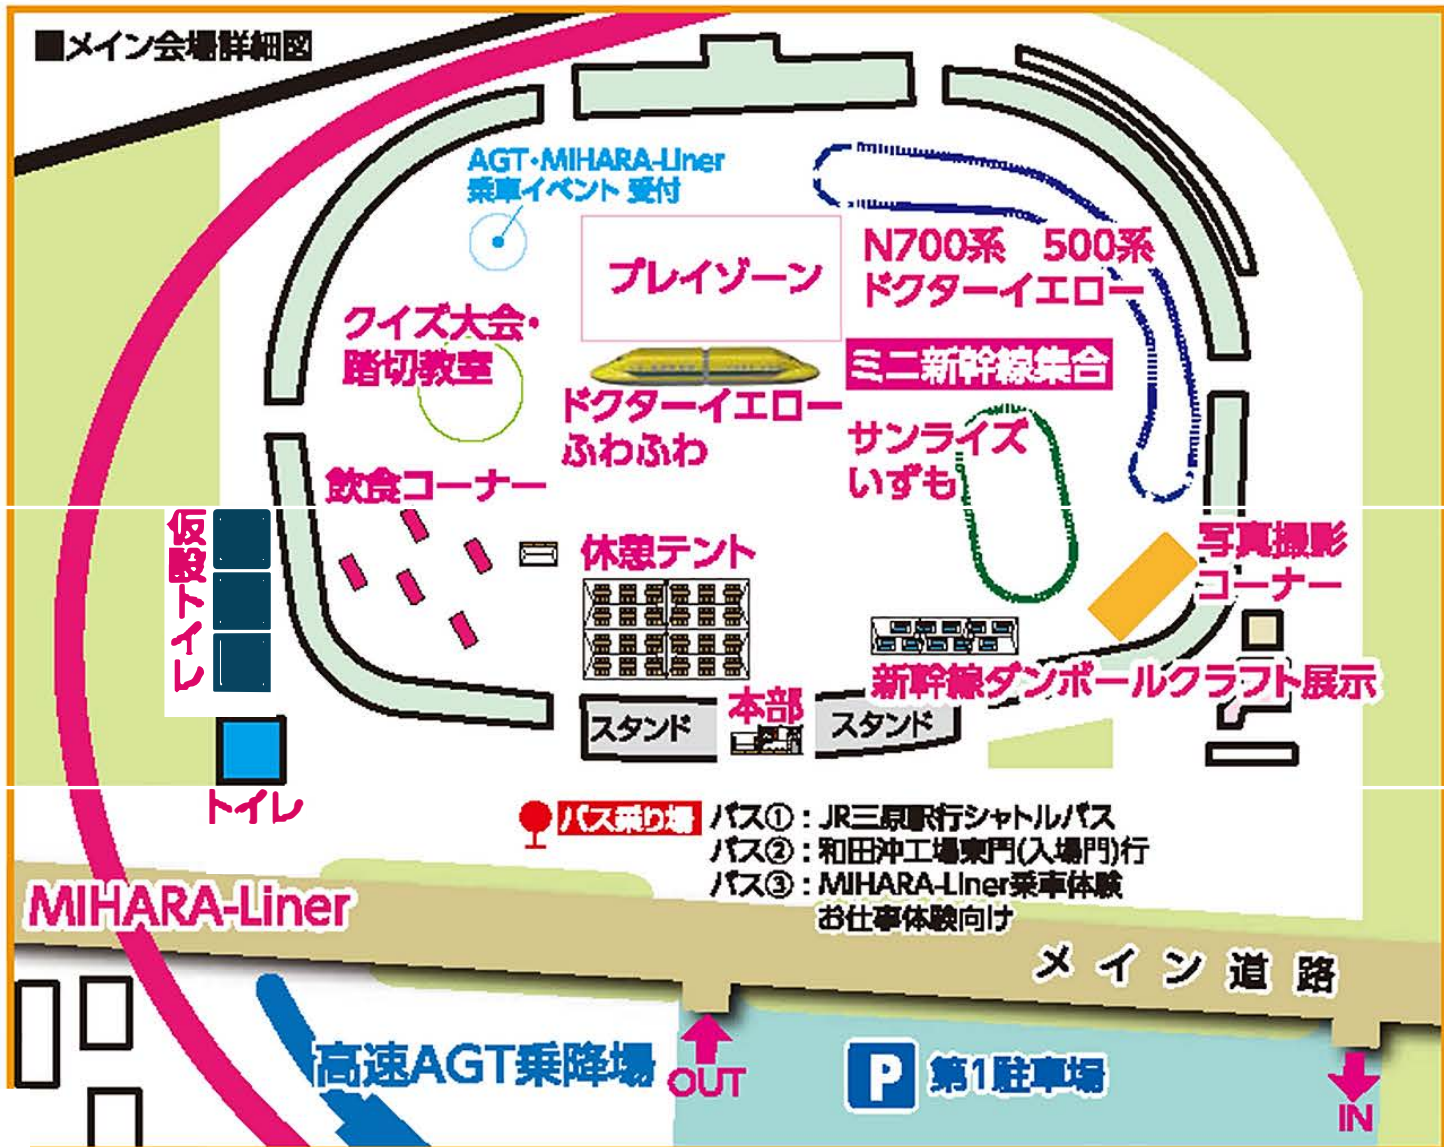 ■メイン会場詳細図
AGT・MIHARA-Liner
乗車イベント 受付
プレイゾーン
N700系 500系
ドクターイエロー
クイズ大会・
踏切教室
ミニ新幹線集合
ドクターイエロー
ふわふわ
サンライズ
いずも
飲食コーナー
仮設トイレ
休憩テント
写真撮影
コーナー
新幹線ダンボールクラフト展示
本部
スタンド
スタンド
トイレ
バス乗り場
バス①：JR三原駅行シャトルバス
バス②：和田沖工場東門(入場門)行
バス③：MIHARA-Liner乗車体験
お仕事体験向け
MIHARA-Liner
メイン道路
高速AGT乗降場
OUT
P 第1駐車場
IN